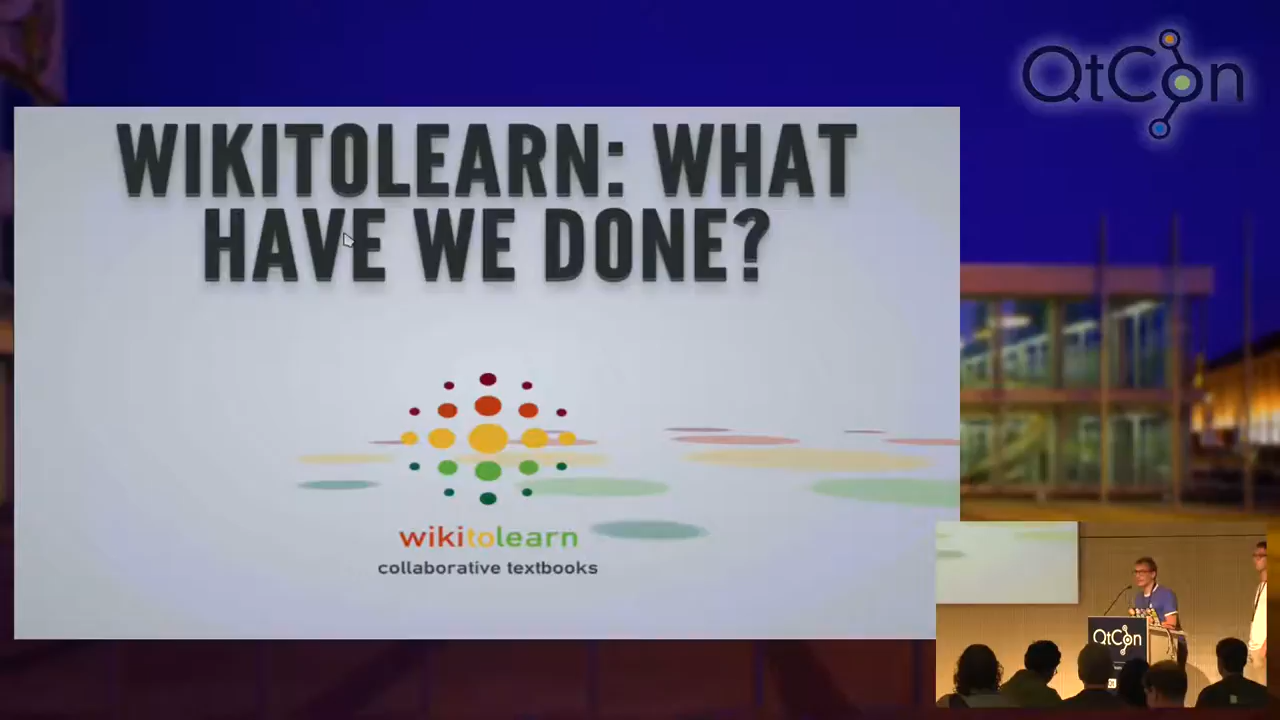 QtCon
WIKITOLEARN: WHAT
HAVE WE DONE?
wikitolearn
collaborative textbooks
QtCon